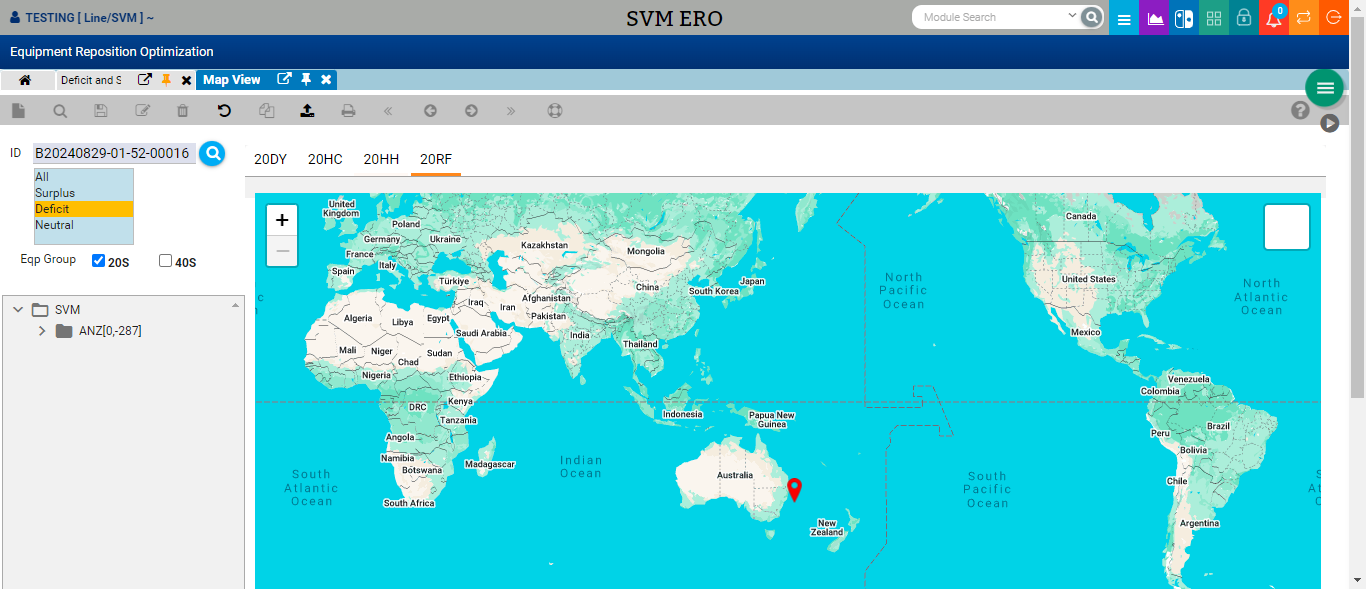 TESTING [ Line/SVM ] ~
SVM ERO
Module Search
0
Equipment Reposition Optimization
Deficit and S
Map View
ID
B20240829-01-52-00016
All
Surplus
Deficit
Neutral
Eqp Group
20S
40S
SVM
ANZ[0,-287]
20DY
20HC
20HH
20RF
+
−
United
Kingdom
Poland
Germany
Ukraine
France
Italy
Spain
Türkiye
Kazakhstan
Mongolia
China
South Korea
Japan
Afghanistan
Iraq
Iran
Pakistan
Algeria
Libya
Egypt
Saudi Arabia
India
Thailand
Mali
Niger
Chad
Sudan
Nigeria
Ethiopia
DRC
Kenya
Tanzania
Angola
Namibia
Botswana
Madagascar
South Africa
Indonesia
Papua New
Guinea
Australia
New
Zealand
Canada
United States
Mexico
Venezuela
Colombia
Brazil
Peru
Bolivia
Chile
Argentina
North
Pacific
Ocean
North
Atlantic
Ocean
South
Atlantic
Ocean
Indian
Ocean
South
Pacific
Ocean